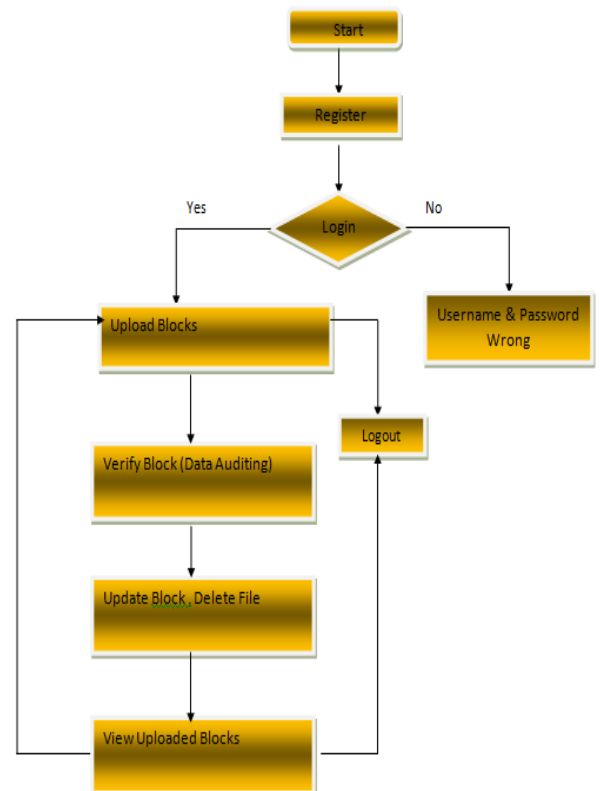 Start
Register
Yes
No
Login
Upload Blocks
Username & Password
Wrong
Logout
Verify Block (Data Auditing)
Update Block , Delete File
View Uploaded Blocks